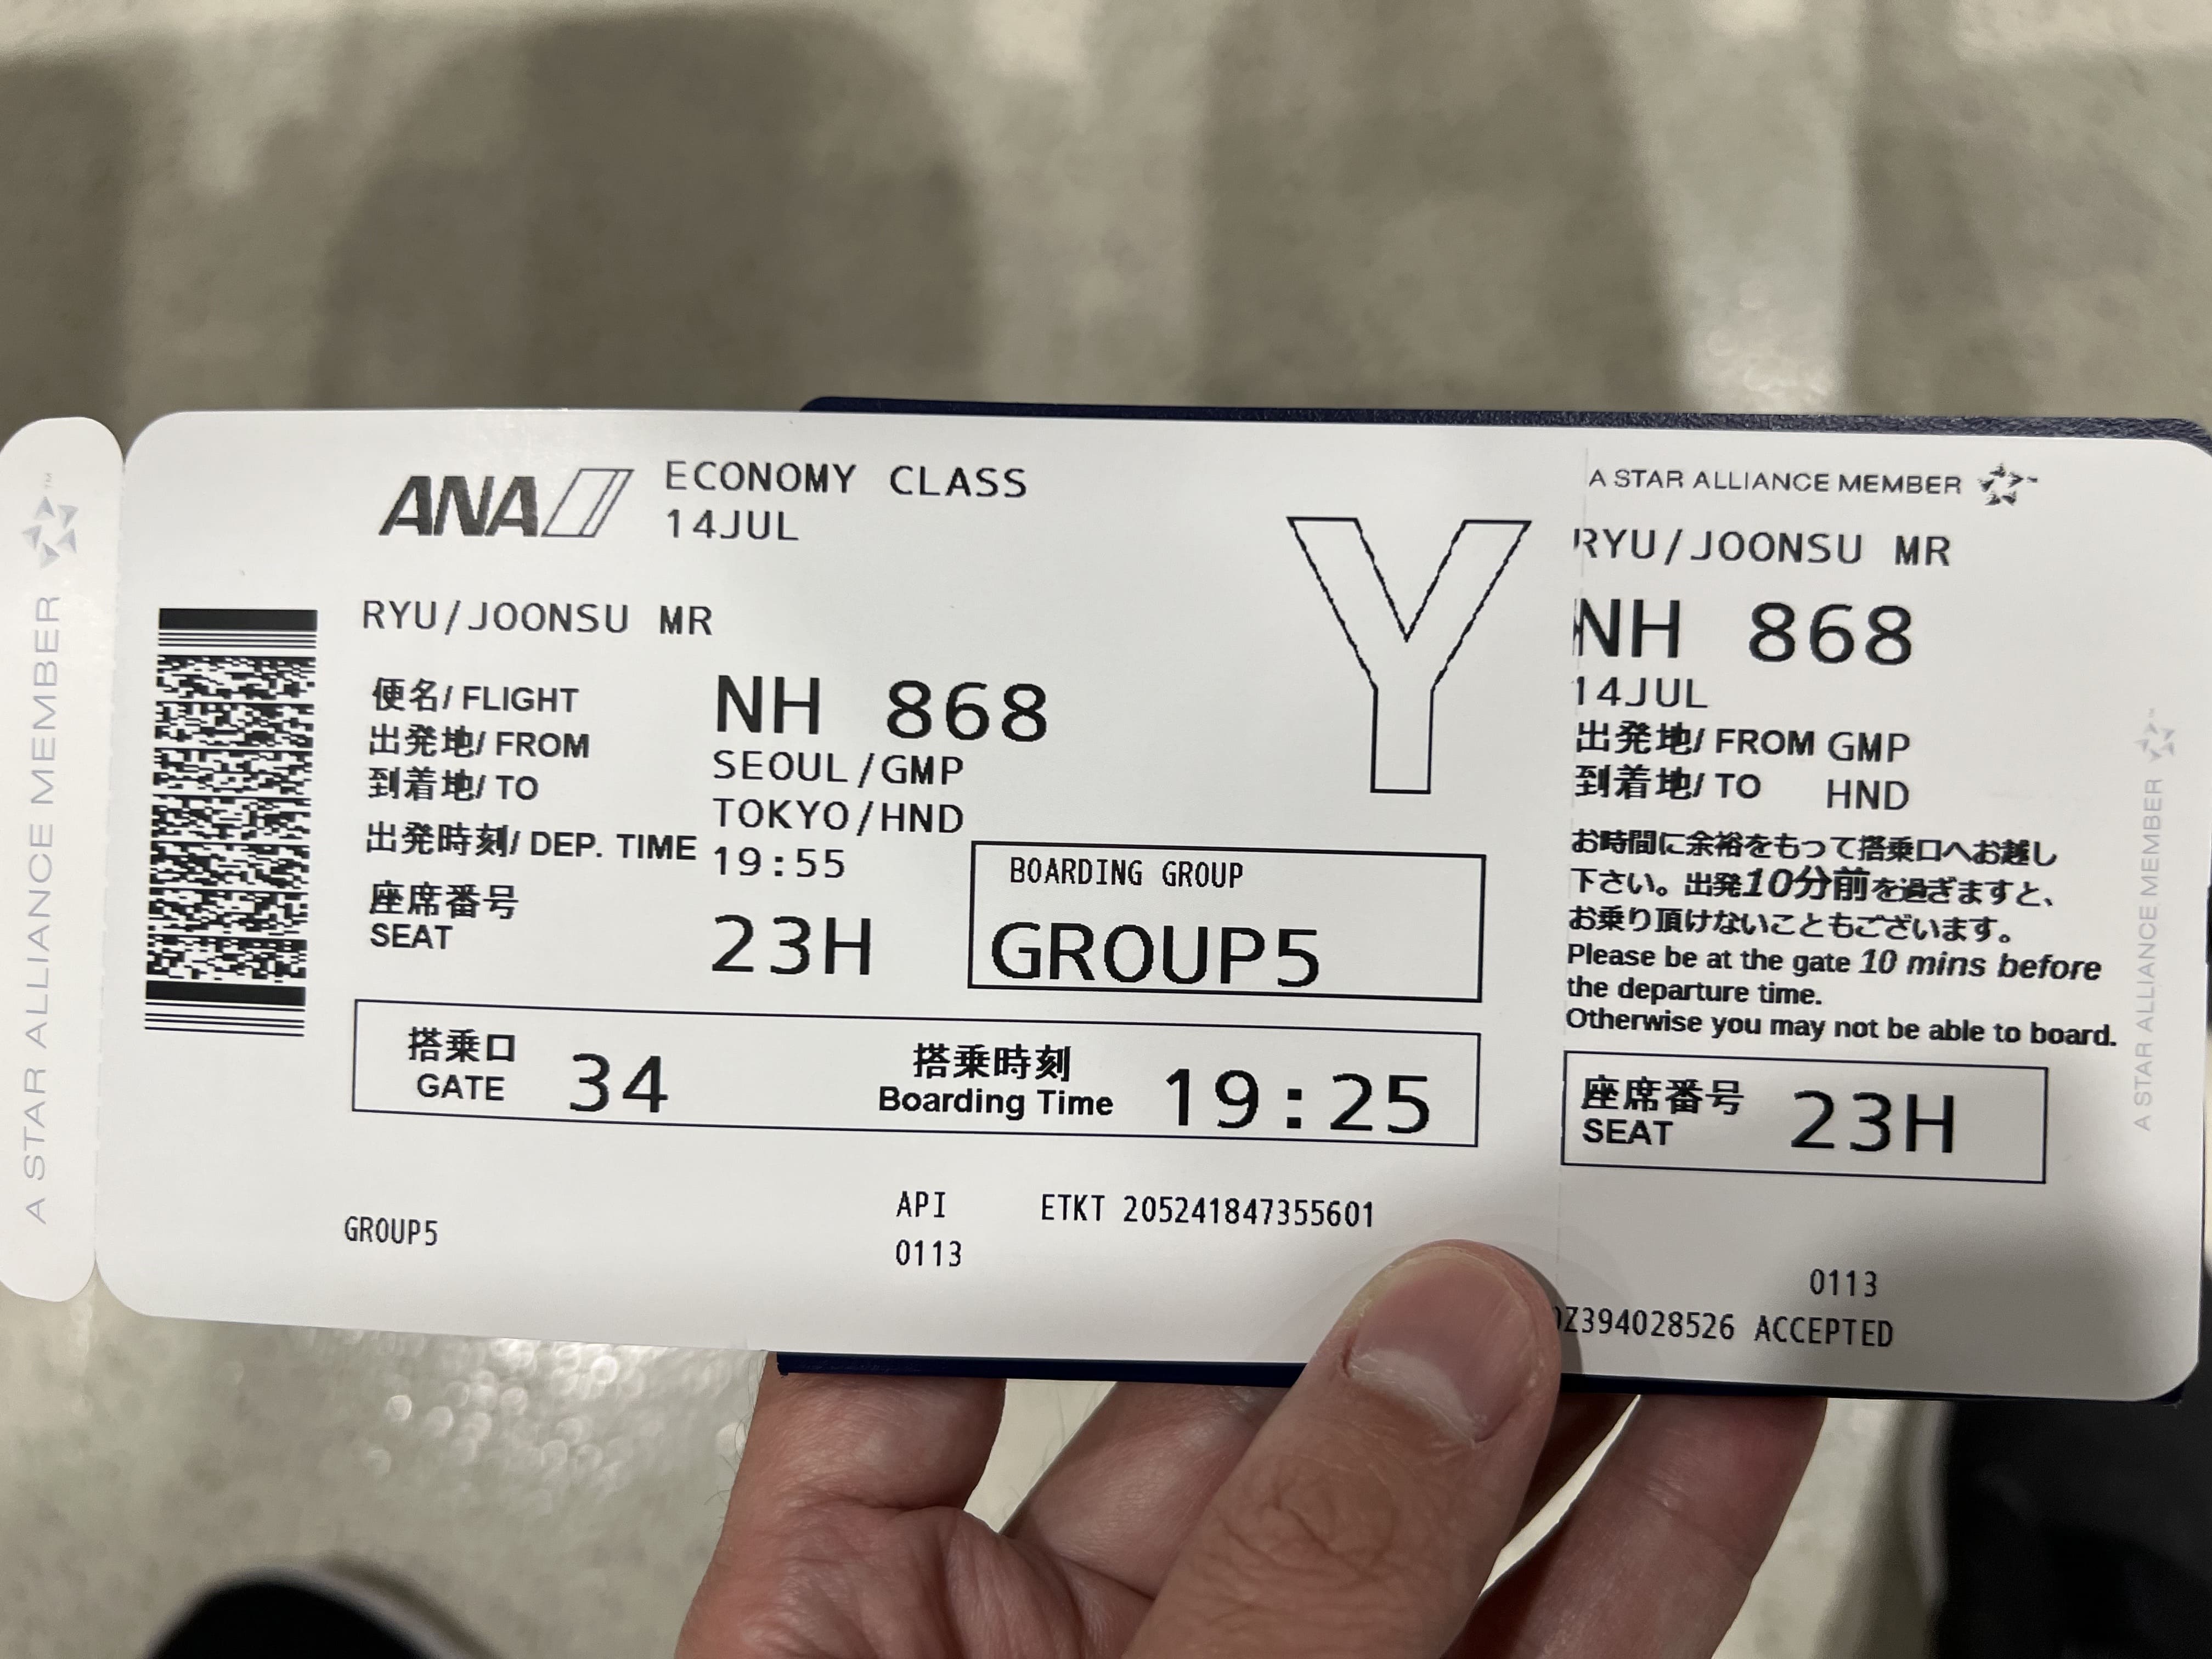 A STAR ALLIANCE MEMBER
ANA
ECONOMY CLASS
14JUL
RYU/JOONSU MR
便名/ FLIGHT NH 868
出発地/ FROM SEOUL/GMP
到着地/ TO TOKYO/HND
出発時刻/ DEP. TIME 19:55
座席番号
SEAT 23H
BOARDING GROUP
GROUP5
搭乗口
GATE 34
搭乗時刻
Boarding Time 19:25
GROUP5
API ETKT 205241847355601
0113
Y
A STAR ALLIANCE MEMBER
RYU/JOONSU MR
NH 868
14JUL
出発地/ FROM GMP
到着地/ TO HND
お時間に余裕をもって搭乗口へお越し
下さい。出発10分前を過ぎますと、
お乗り頂けないこともございます。
Please be at the gate 10 mins before
the departure time.
Otherwise you may not be able to board.
座席番号
SEAT 23H
0113
Z394028526 ACCEPTED
A STAR ALLIANCE MEMBER